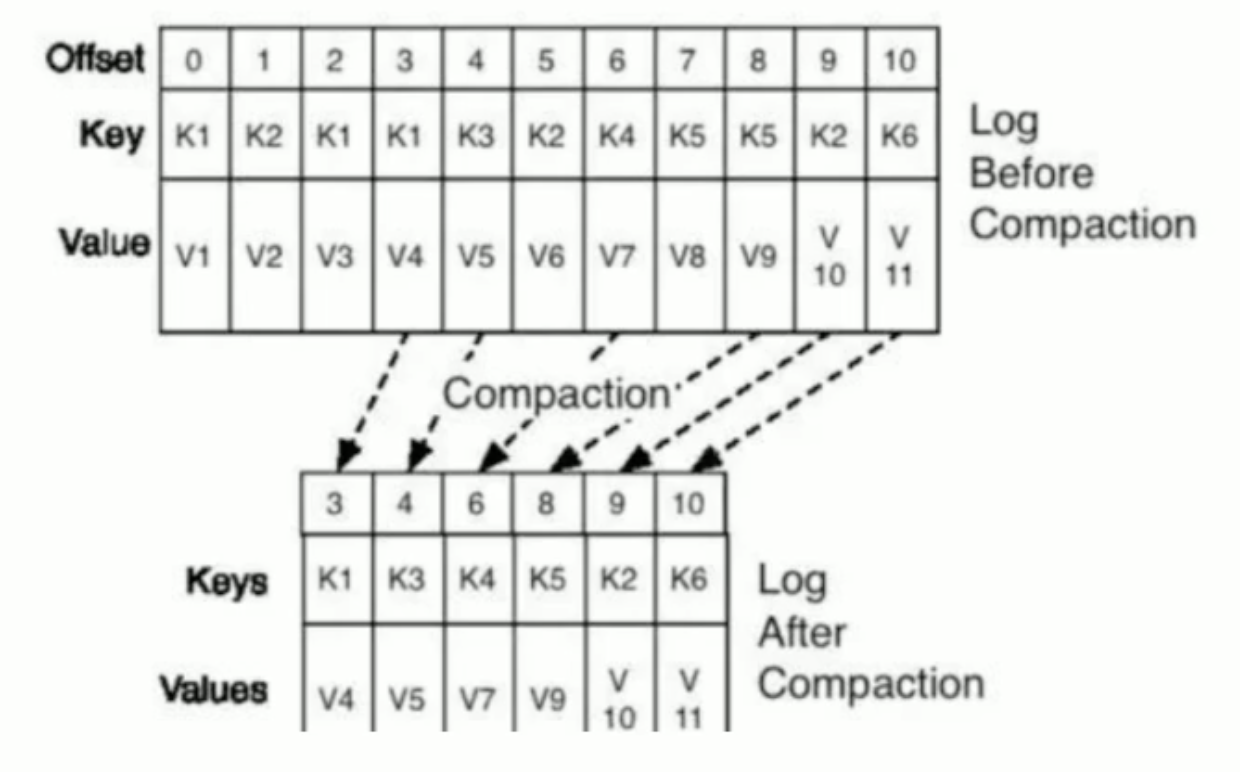 Offset 0 1 2 3 4 5 6 7 8 9 10
Key K1 K2 K1 K1 K3 K2 K4 K5 K5 K2 K6
Value V1 V2 V3 V4 V5 V6 V7 V8 V9 V 10 V 11
Log
Before
Compaction
Compaction
3 4 6 8 9 10
Keys K1 K3 K4 K5 K2 K6
Values V4 V5 V7 V9 V 10 V 11
Log
After
Compaction